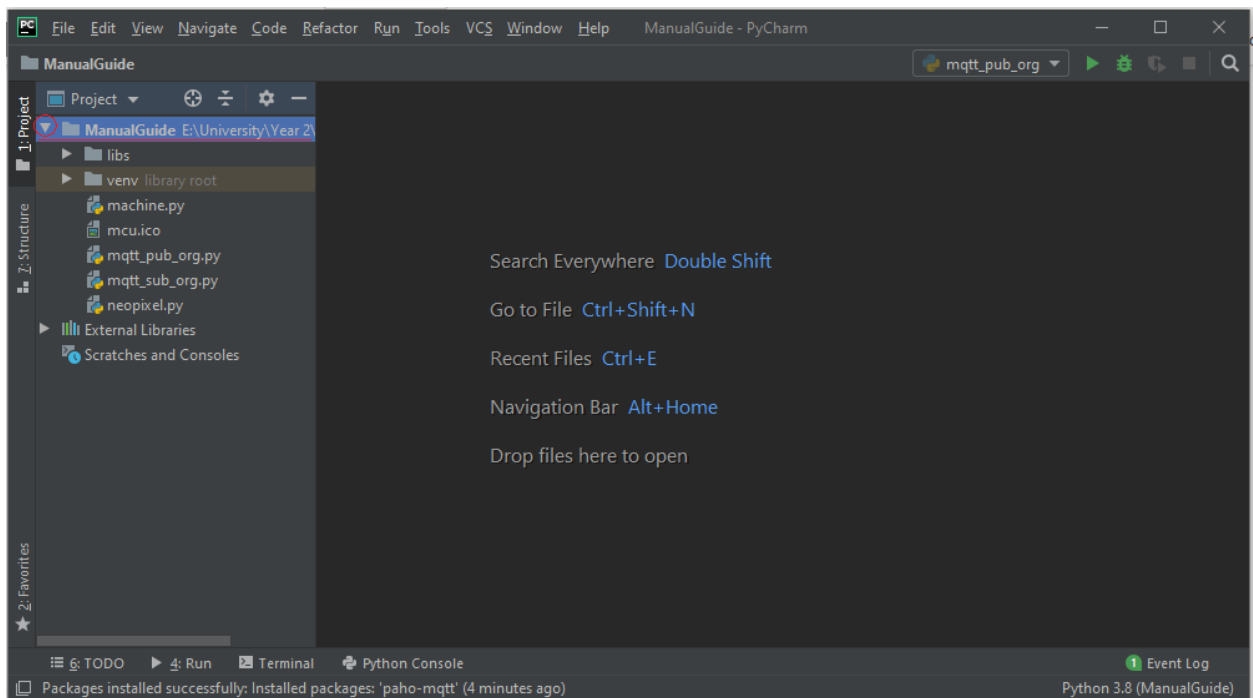 PC File Edit View Navigate Code Refactor Run Tools VCS Window Help ManualGuide - PyCharm
ManualGuide mqtt_pub_org
1: Project
Project
ManualGuide E:\University\Year 2\
libs
venv library root
machine.py
mcu.ico
mqtt_pub_org.py
mqtt_sub_org.py
neopixel.py
External Libraries
Scratches and Consoles
7: Structure
2: Favorites
Search Everywhere Double Shift
Go to File Ctrl+Shift+N
Recent Files Ctrl+E
Navigation Bar Alt+Home
Drop files here to open
6: TODO 4: Run Terminal Python Console 1 Event Log
Packages installed successfully: Installed packages: 'paho-mqtt' (4 minutes ago) Python 3.8 (ManualGuide)